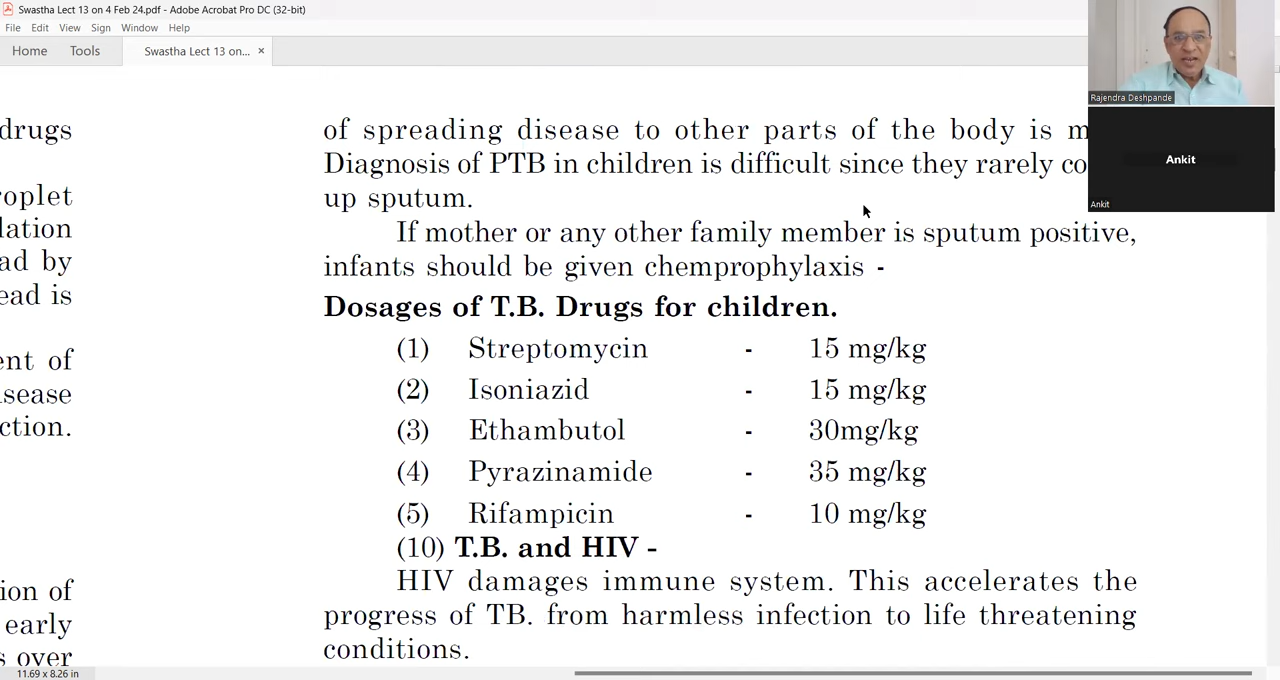 Swastha Lect 13 on 4 Feb 24.pdf - Adobe Acrobat Pro DC (32-bit)
File Edit View Sign Window Help
Home Tools Swastha Lect 13 on... ×
Rajendra Deshpande
Ankit
Ankit
drugs
roplet
lation
ad by
ead is
ent of
isease
ction.
ion of
early
s over
of spreading disease to other parts of the body is m
Diagnosis of PTB in children is difficult since they rarely co
up sputum.
If mother or any other family member is sputum positive,
infants should be given chemprophylaxis -
Dosages of T.B. Drugs for children.
(1) Streptomycin - 15 mg/kg
(2) Isoniazid - 15 mg/kg
(3) Ethambutol - 30mg/kg
(4) Pyrazinamide - 35 mg/kg
(5) Rifampicin - 10 mg/kg
(10) T.B. and HIV -
HIV damages immune system. This accelerates the
progress of TB. from harmless infection to life threatening
conditions.
11.69 x 8.26 in